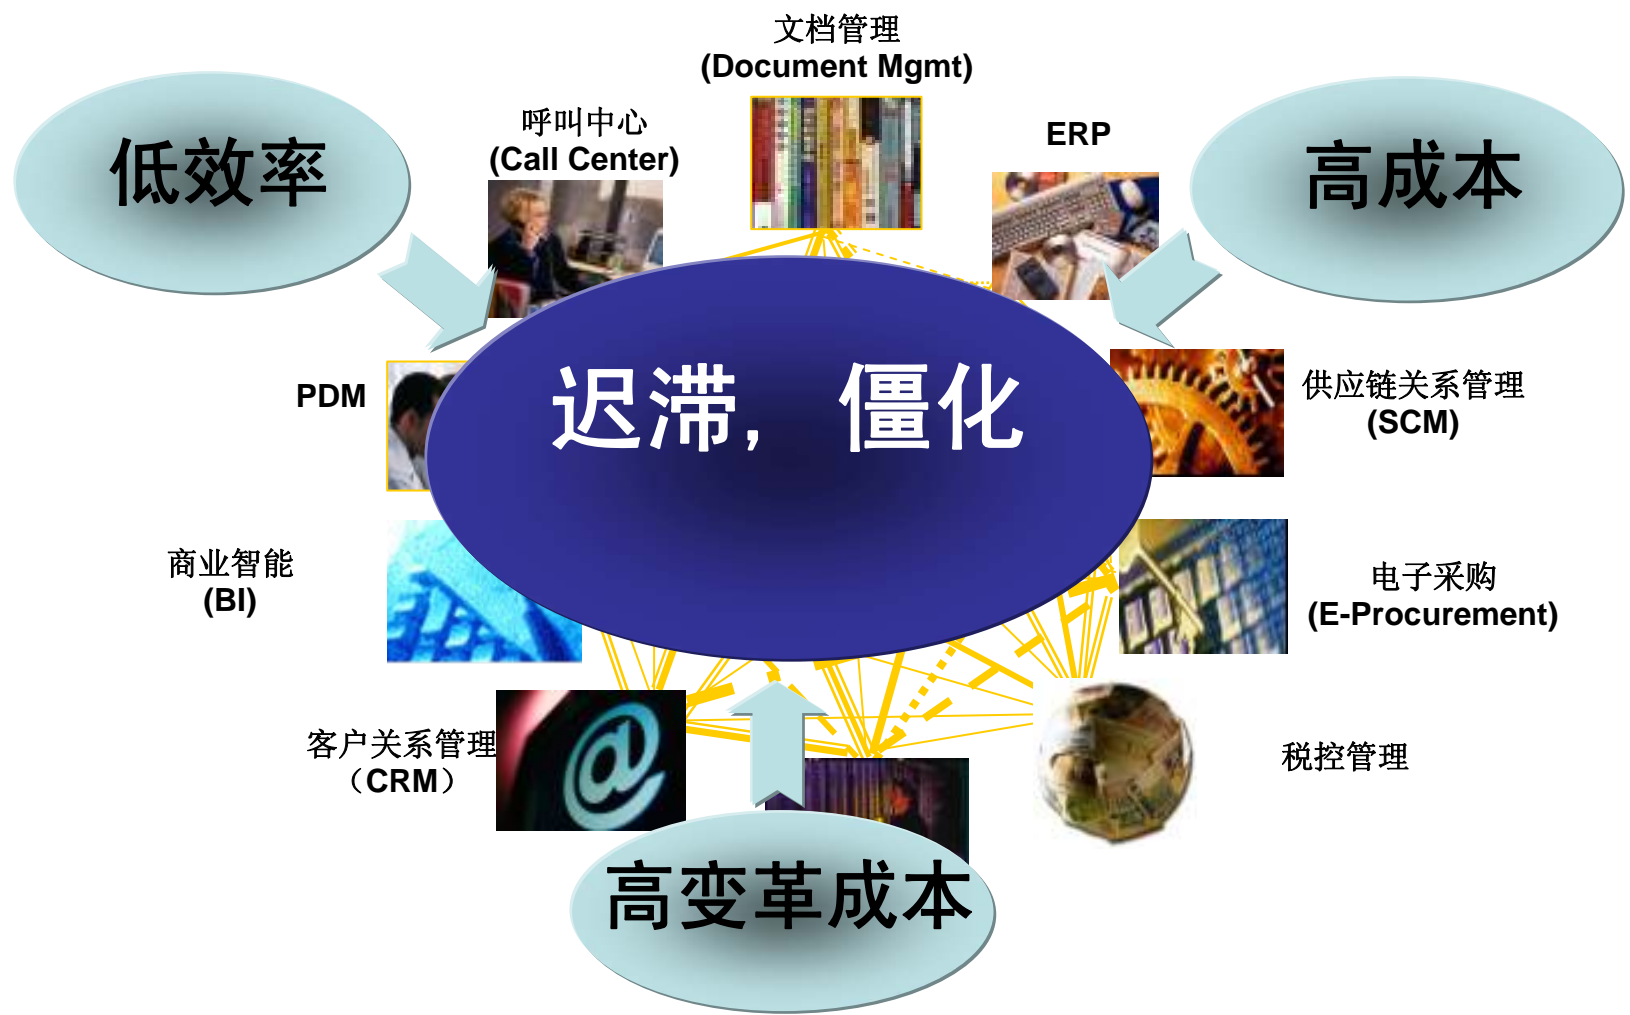 文档管理
(Document Mgmt)
呼叫中心
(Call Center)
ERP
低效率
高成本
迟滞，僵化
PDM
供应链关系管理
(SCM)
商业智能
(BI)
电子采购
(E-Procurement)
客户关系管理
（CRM）
税控管理
高变革成本